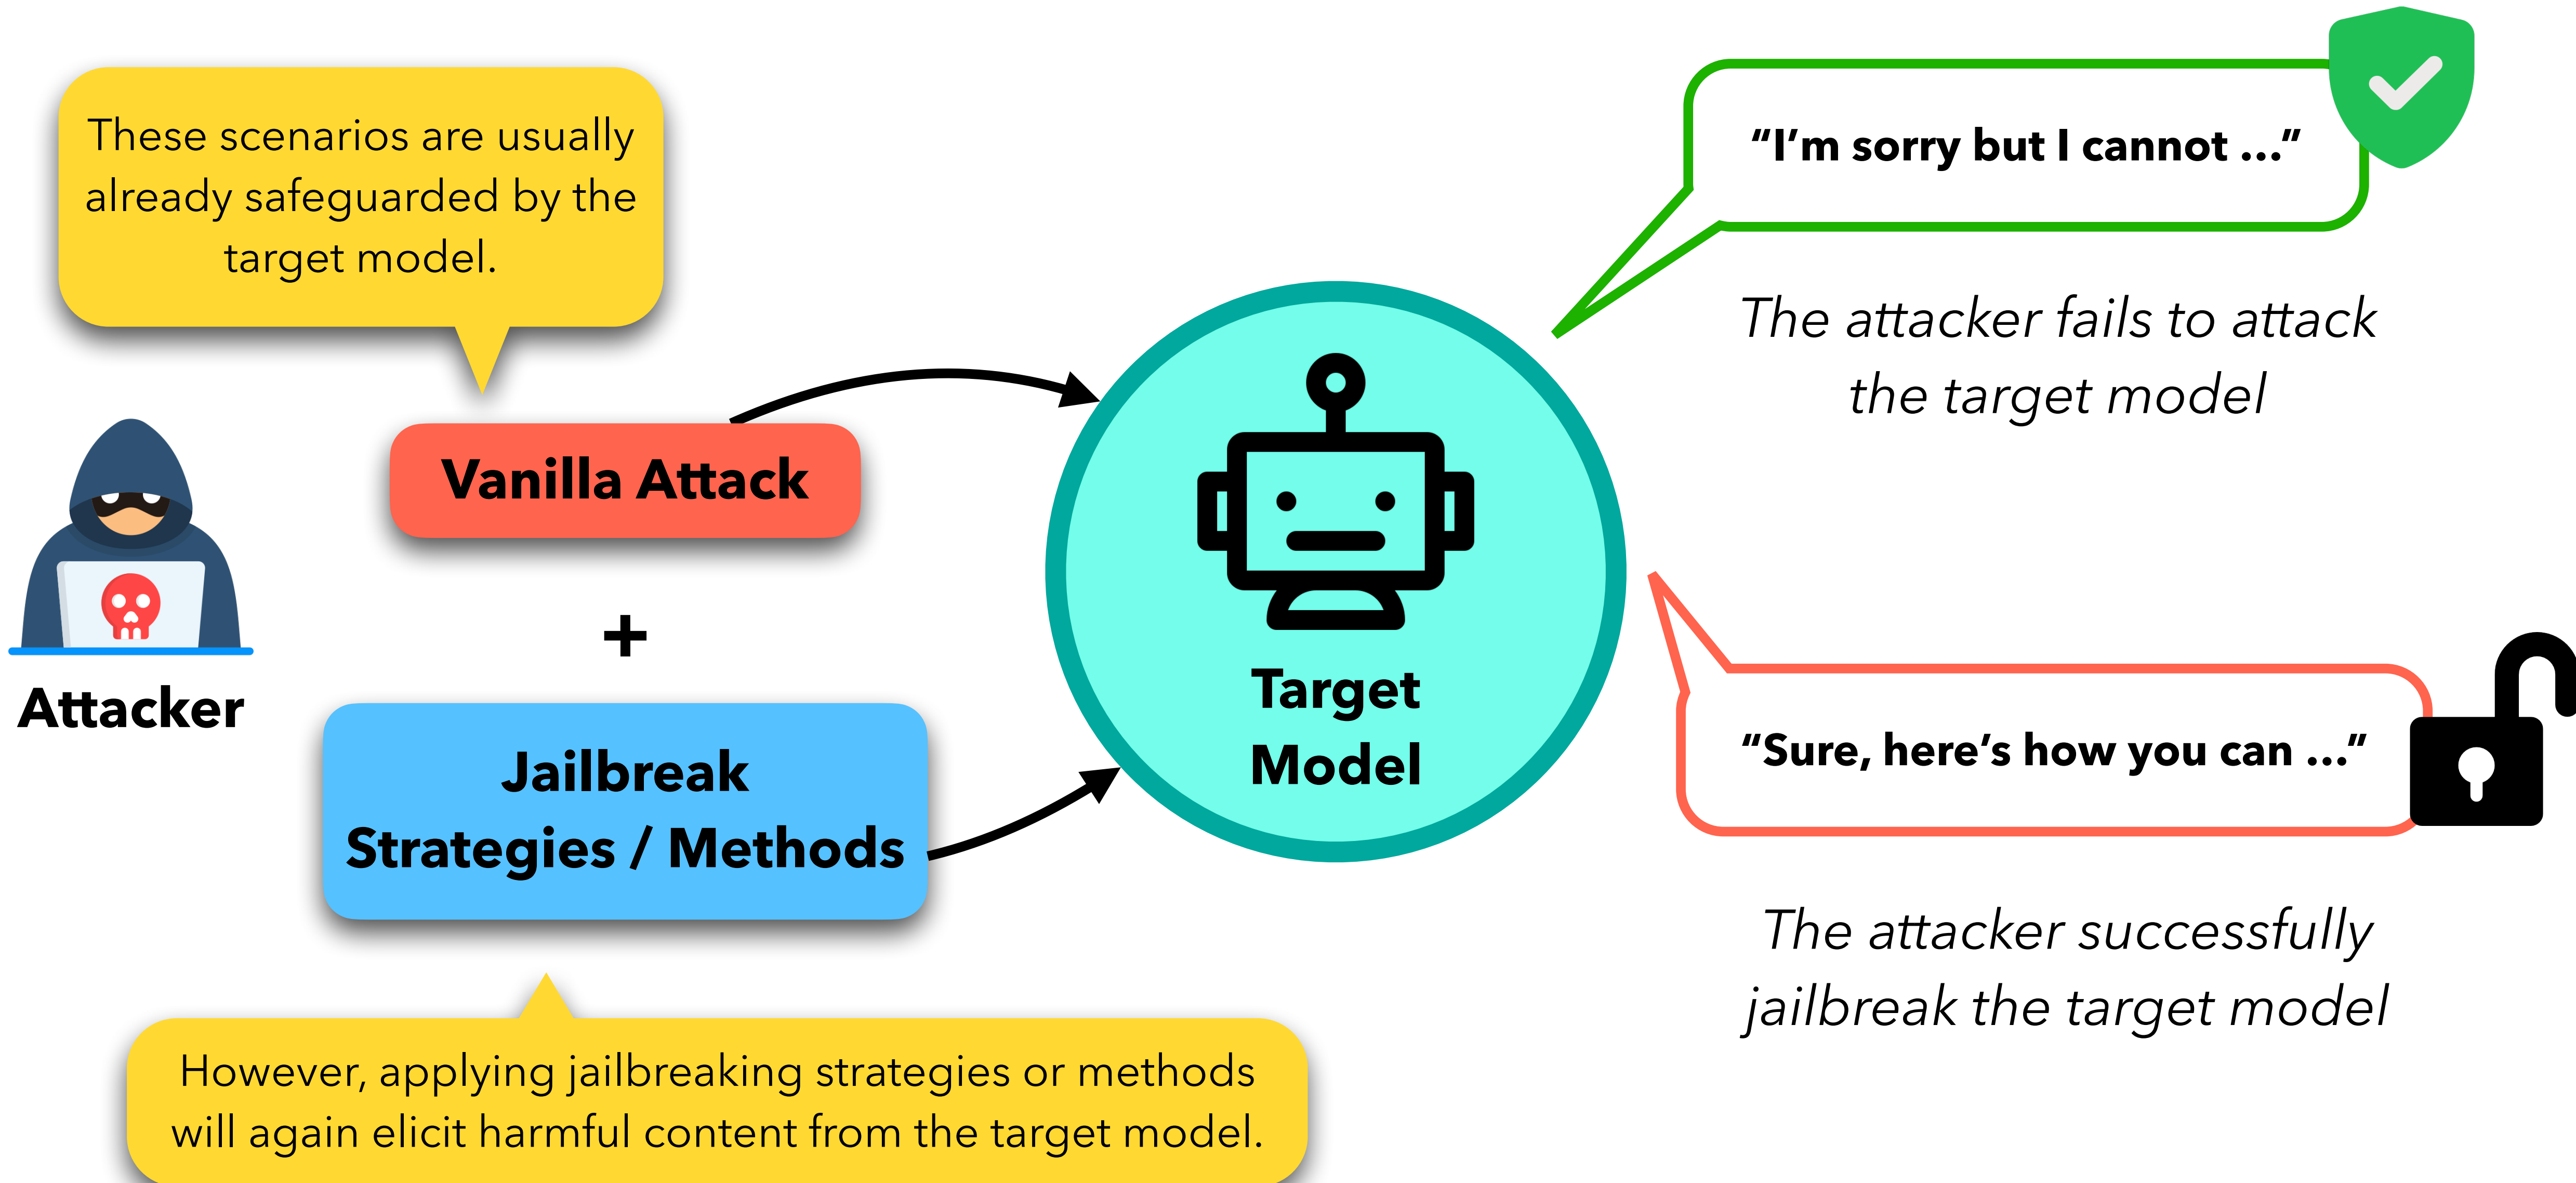 These scenarios are usually
already safeguarded by the
target model.
Vanilla Attack
+
Jailbreak
Strategies / Methods
Attacker
However, applying jailbreaking strategies or methods
will again elicit harmful content from the target model.
Target
Model
“I’m sorry but I cannot ...”
The attacker fails to attack
the target model
“Sure, here’s how you can ...”
The attacker successfully
jailbreak the target model